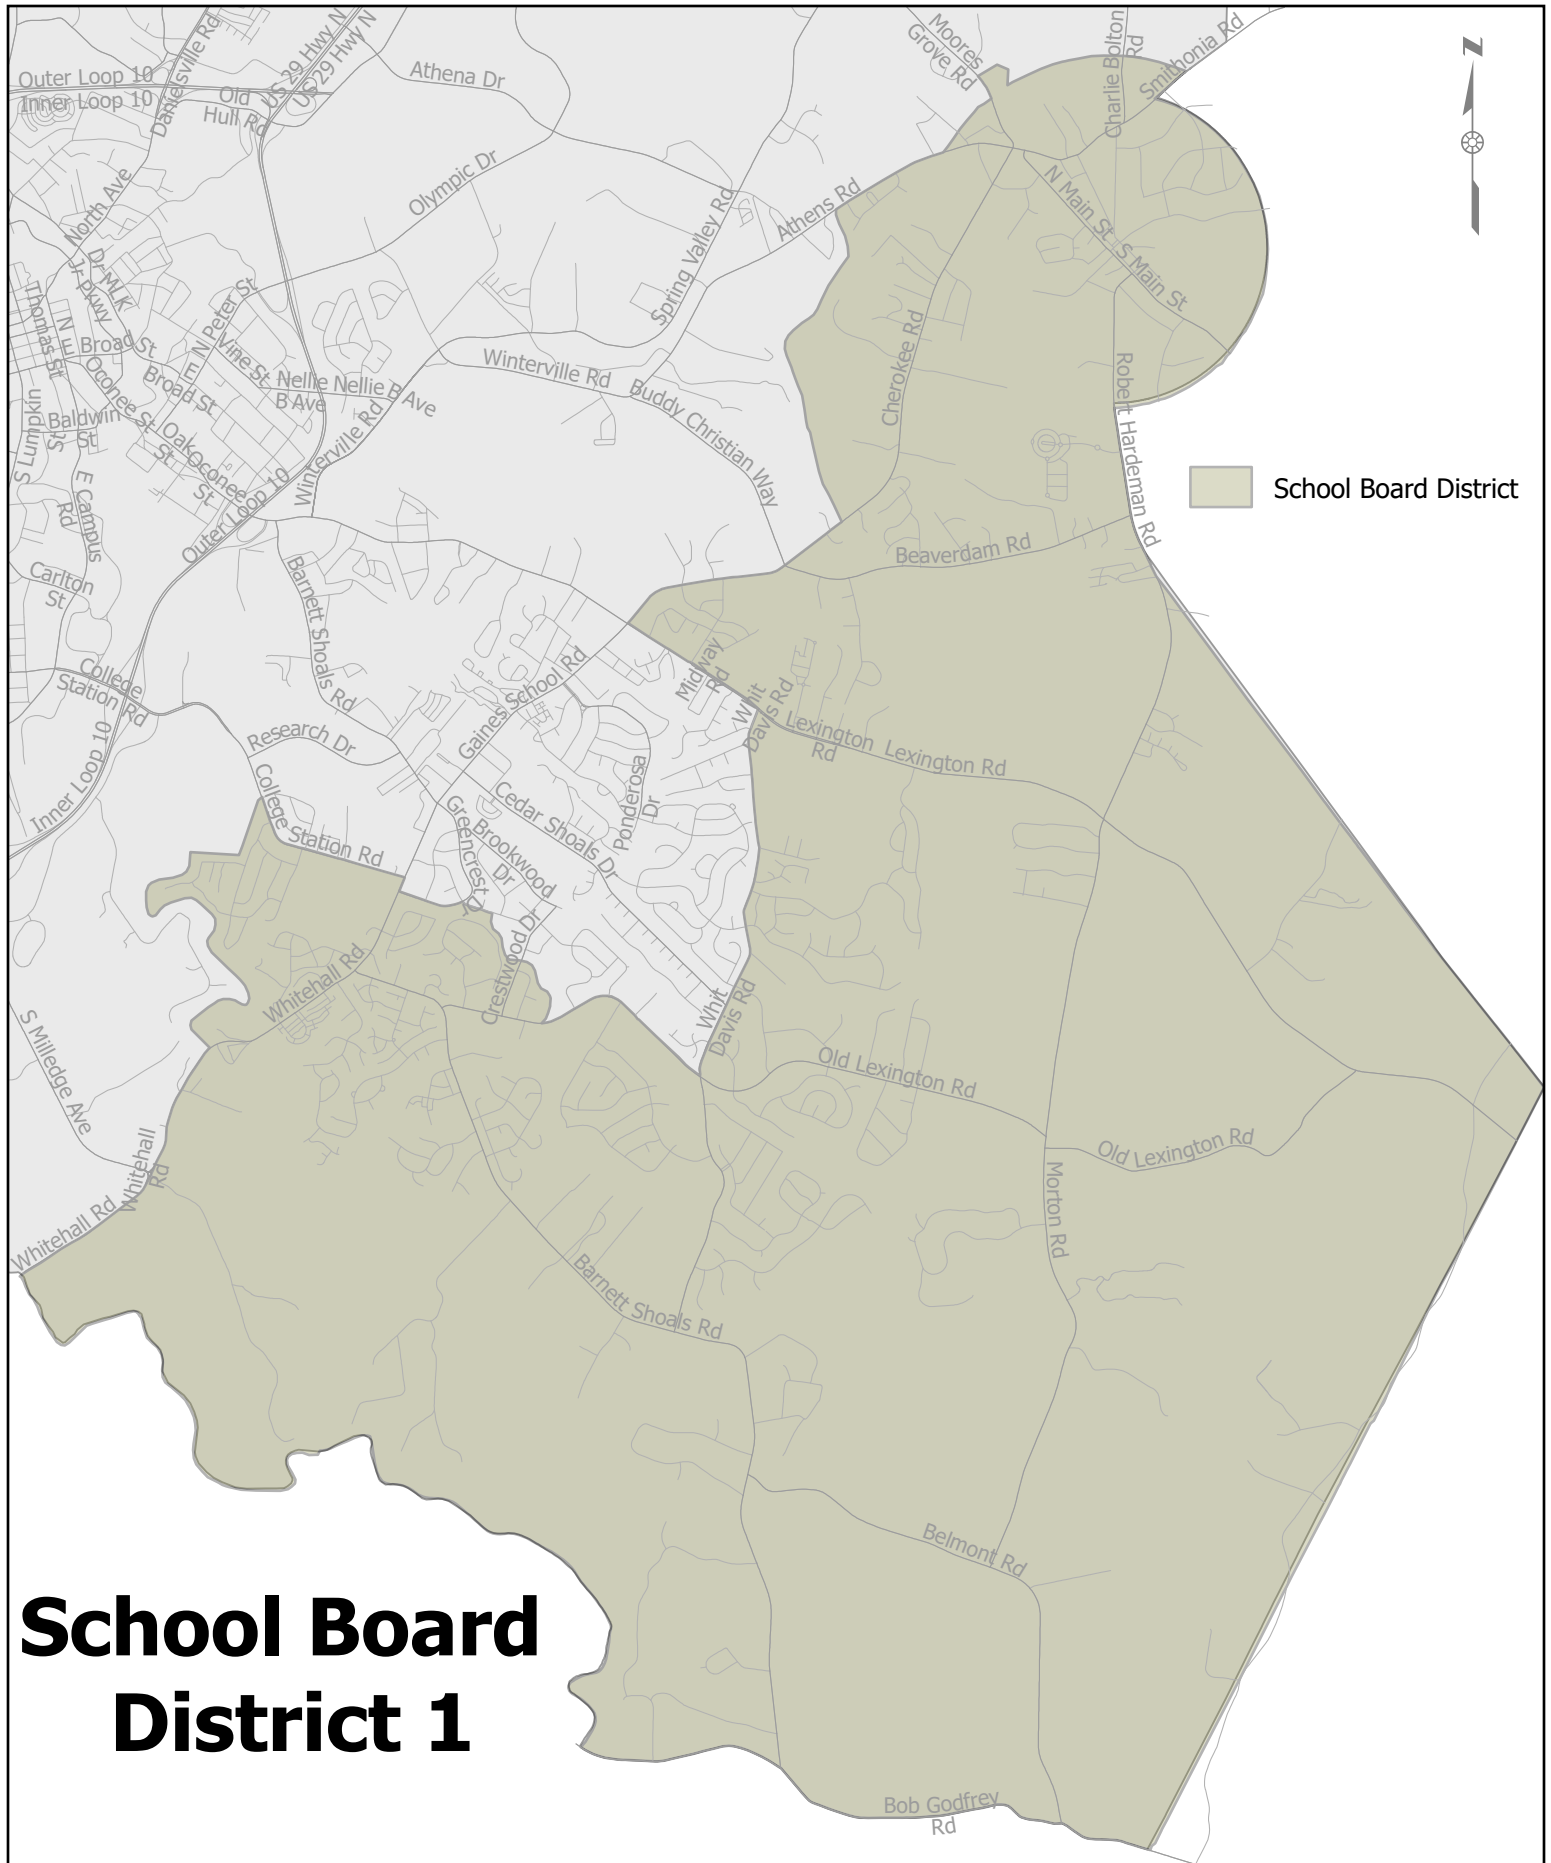 Moores
Grove Rd
Charlie Bolton
Rd
Smithonia Rd
N
Danielsville Rd
US 29 Hwy N
US 29 Hwy N
Outer Loop 10
Inner Loop 10
Old
Hull Rd
Athena Dr
Olympic Dr
North Ave
Dr MLK
Jr Pkwy
Spring Valley Rd
Athens Rd
N Main St
S Main St
Thomas St
N
E Broad St
E Broad St
N Peter St
Vine St
Oconee St
Nellie
B Ave
Nellie B Ave
Winterville Rd
Winterville Rd
Buddy Christian Way
Cherokee Rd
Robert Hardeman Rd
S Lumpkin
St
Baldwin
St
Oak
St
Oconee
St
E Campus
Rd
Outer Loop 10
School Board District
Beaverdam Rd
Carlton
St
Barnett Shoals Rd
College
Station Rd
Midway
Rd
Gaines School Rd
Whit
Davis Rd
Lexington
Rd
Lexington Rd
Research Dr
Inner Loop 10
College Station Rd
Ponderosa
Dr
Cedar Shoals Dr
Greencrest
Dr
Brookwood
Dr
Crestwood Dr
Whitehall Rd
Whit
Davis Rd
S Milledge Ave
Old Lexington Rd
Old Lexington Rd
Whitehall
Rd
Whitehall Rd
Morton Rd
Barnett Shoals Rd
Belmont Rd
School Board
District 1
Bob Godfrey
Rd